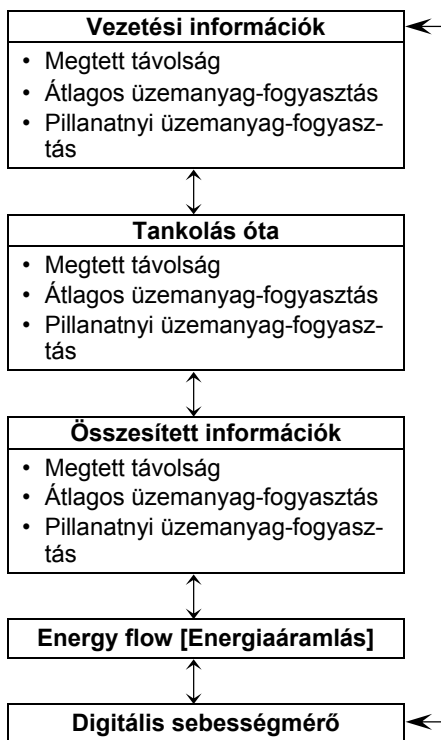 Vezetési információk
• Megtett távolság
• Átlagos üzemanyag-fogyasztás
• Pillanatnyi üzemanyag-fogyasz-
tás
Tankolás óta
• Megtett távolság
• Átlagos üzemanyag-fogyasztás
• Pillanatnyi üzemanyag-fogyasz-
tás
Összesített információk
• Megtett távolság
• Átlagos üzemanyag-fogyasztás
• Pillanatnyi üzemanyag-fogyasz-
tás
Energy flow [Energiaáramlás]
Digitális sebességmérő